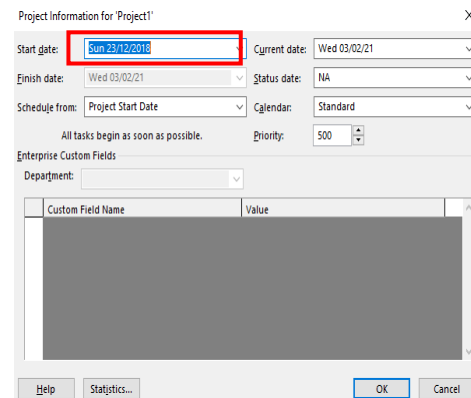 Project Information for 'Project1'
Start date: Sun 23/12/2018 Current date: Wed 03/02/21
Finish date: Wed 03/02/21 Status date: NA
Schedule from: Project Start Date Calendar: Standard
All tasks begin as soon as possible. Priority: 500
Enterprise Custom Fields
Department:
Custom Field Name Value
Help Statistics... OK Cancel